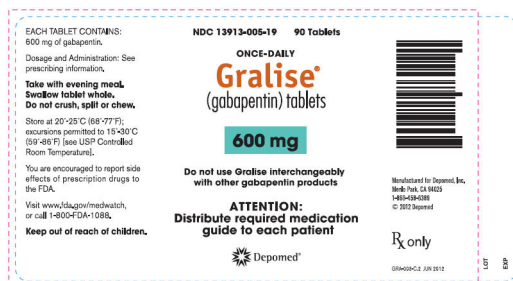 EACH TABLET CONTAINS:
600 mg of gabapentin.
Dosage and Administration: See
prescribing information.
Take with evening meal.
Swallow tablet whole.
Do not crush, split or chew.
Store at 20°-25°C (68°-77°F);
excursions permitted to 15°-30°C
(59°-86°F) [see USP Controlled
Room Temperature].
You are encouraged to report side
effects of prescription drugs to
the FDA.
Visit www.fda.gov/medwatch,
or call 1-800-FDA-1088.
Keep out of reach of children.
NDC 13913-005-19 90 Tablets
ONCE-DAILY
Gralise®
(gabapentin) tablets
600 mg
Do not use Gralise interchangeably
with other gabapentin products
ATTENTION:
Distribute required medication
guide to each patient
Depomed®
Manufactured for Depomed, Inc.
Menlo Park, CA 94025
1-866-458-6389
© 2012 Depomed
Rx only
GRA-003-C.2 JUN 2012
LOT
EXP